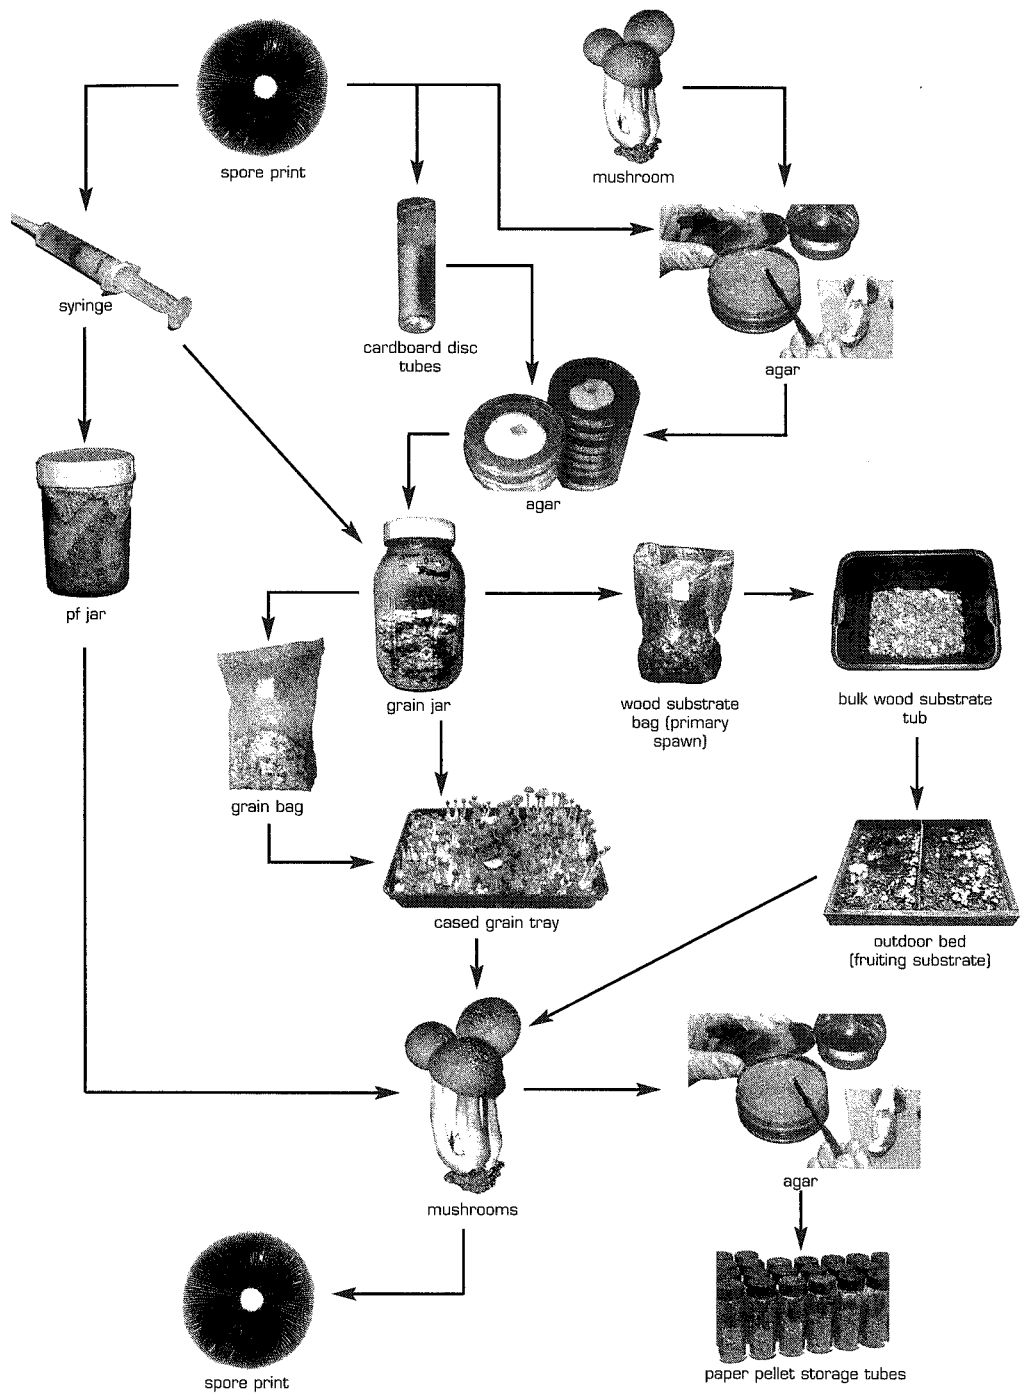 spore print
mushroom
syringe
cardboard disc
tubes
agar
agar
pf jar
grain jar
wood substrate
bag (primary
spawn)
bulk wood substrate
tub
grain bag
cased grain tray
outdoor bed
(fruiting substrate)
mushrooms
agar
spore print
paper pellet storage tubes